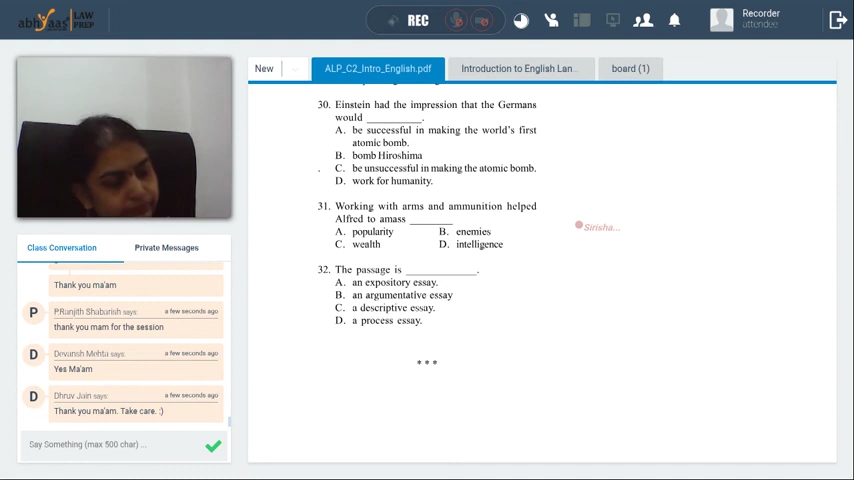 abhyaas LAW PREP
REC
Recorder
attendee
New
ALP_C2_Intro_English.pdf
Introduction to English Lan...
board (1)
30. Einstein had the impression that the Germans
would __________.
A. be successful in making the world's first
atomic bomb.
B. bomb Hiroshima
C. be unsuccessful in making the atomic bomb.
D. work for humanity.
31. Working with arms and ammunition helped
Alfred to amass ________
A. popularity B. enemies
C. wealth D. intelligence
32. The passage is _____________.
A. an expository essay.
B. an argumentative essay
C. a descriptive essay.
D. a process essay.
* * *
Sirisha...
Class Conversation
Private Messages
Thank you ma'am
P
P.Ranjith Shaburish says: a few seconds ago
thank you mam for the session
D
Devansh Mehta says: a few seconds ago
Yes Ma'am
D
Dhruv Jain says: a few seconds ago
Thank you ma'am. Take care. :)
Say Something (max 500 char) ...